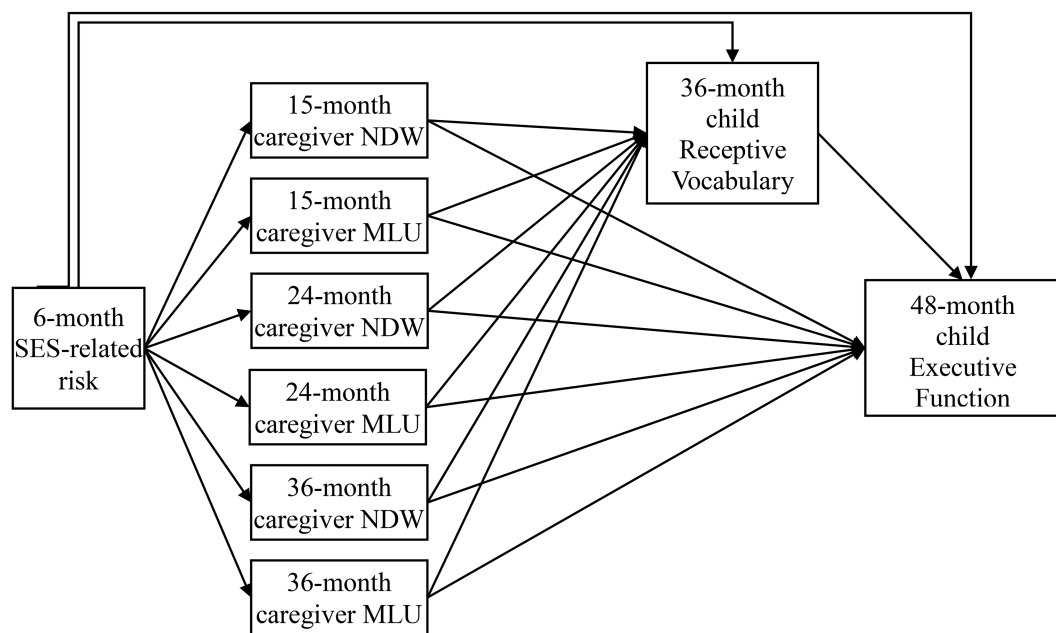 6-month
SES-related
risk
15-month
caregiver NDW
15-month
caregiver MLU
24-month
caregiver NDW
24-month
caregiver MLU
36-month
caregiver NDW
36-month
caregiver MLU
36-month
child
Receptive
Vocabulary
48-month
child
Executive
Function